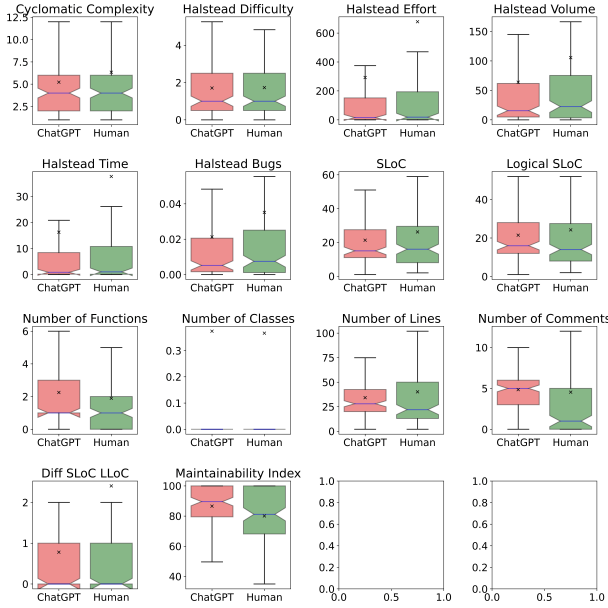 Cyclomatic Complexity
12.5
10.0
7.5
5.0
2.5
ChatGPT Human
Halstead Difficulty
4
2
0
ChatGPT Human
Halstead Effort
600
400
200
0
ChatGPT Human
Halstead Volume
150
100
50
0
ChatGPT Human
Halstead Time
30
20
10
0
ChatGPT Human
Halstead Bugs
0.04
0.02
0.00
ChatGPT Human
SLoC
60
40
20
0
ChatGPT Human
Logical SLoC
40
20
0
ChatGPT Human
Number of Functions
6
4
2
0
ChatGPT Human
Number of Classes
0.3
0.2
0.1
0.0
ChatGPT Human
Number of Lines
100
75
50
25
0
ChatGPT Human
Number of Comments
10
5
0
ChatGPT Human
Diff SLoC LLoC
2
1
0
ChatGPT Human
Maintainability Index
100
80
60
40
ChatGPT Human
1.0
0.8
0.6
0.4
0.2
0.0
0.0 0.5 1.0
1.0
0.8
0.6
0.4
0.2
0.0
0.0 0.5 1.0